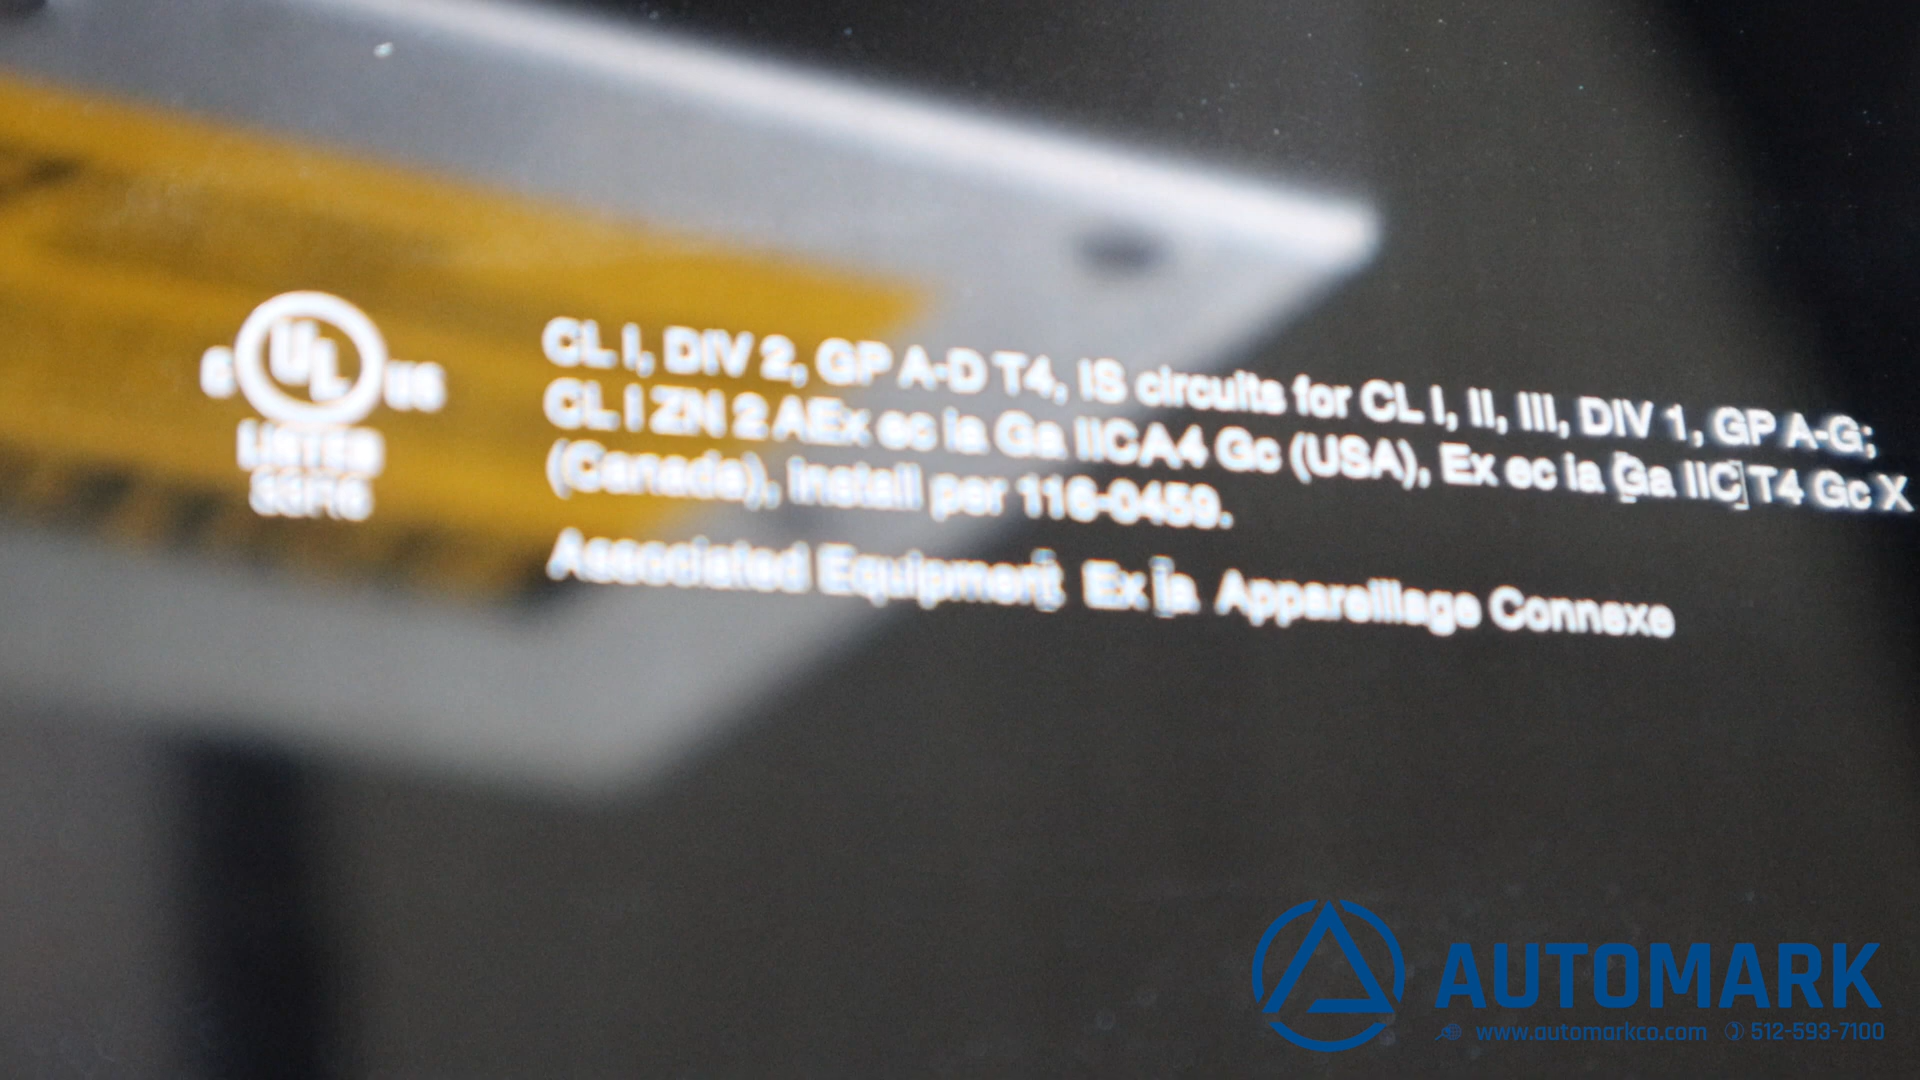 C UL US
LISTED
CL I, DIV 2, GP A-D T4, IS circuits for CL I, II, III, DIV 1, GP A-G;
CL I ZN 2 AEx ec ia Ga IICA4 Gc (USA), Ex ec ia [Ga IIC] T4 Gc X
(Canada), install per 116-0459.
Associated Equipment [Ex ia] Appareillage Connexe
AUTOMARK
www.automarkco.com 512-593-7100